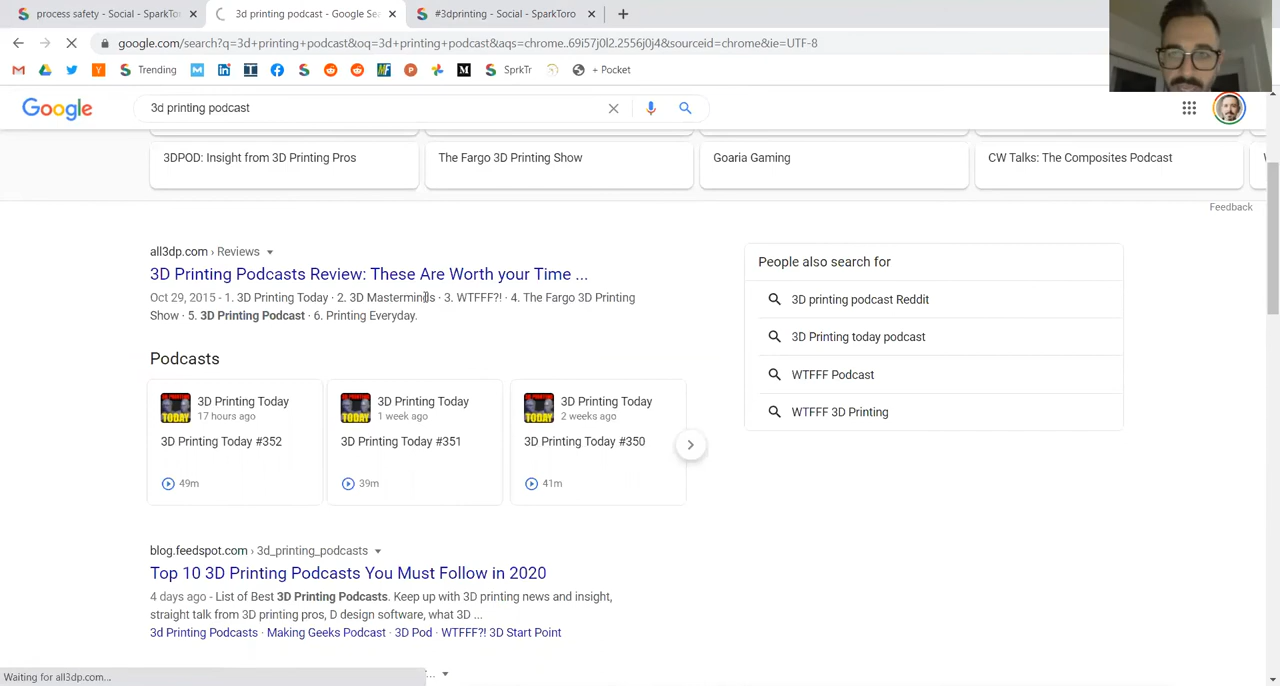 process safety - Social - SparkTor
3d printing podcast - Google Sea
#3dprinting - Social - SparkToro
google.com/search?q=3d+printing+podcast&oq=3d+printing+podcast&aqs=chrome..69i57j0l2.2556j0j4&sourceid=chrome&ie=UTF-8
Trending
SprkTr
+ Pocket
Google
3d printing podcast
3DPOD: Insight from 3D Printing Pros
The Fargo 3D Printing Show
Goaria Gaming
CW Talks: The Composites Podcast
Feedback
all3dp.com › Reviews
3D Printing Podcasts Review: These Are Worth your Time ...
Oct 29, 2015 - 1. 3D Printing Today · 2. 3D Masterminds · 3. WTFFF?! · 4. The Fargo 3D Printing
Show · 5. 3D Printing Podcast · 6. Printing Everyday.
People also search for
3D printing podcast Reddit
3D Printing today podcast
WTFFF Podcast
WTFFF 3D Printing
Podcasts
3D Printing Today
17 hours ago
3D Printing Today #352
49m
3D Printing Today
1 week ago
3D Printing Today #351
39m
3D Printing Today
2 weeks ago
3D Printing Today #350
41m
blog.feedspot.com › 3d_printing_podcasts
Top 10 3D Printing Podcasts You Must Follow in 2020
4 days ago - List of Best 3D Printing Podcasts. Keep up with 3D printing news and insight,
straight talk from 3D printing pros, D design software, what 3D ...
3d Printing Podcasts · Making Geeks Podcast · 3D Pod · WTFFF?! 3D Start Point
Waiting for all3dp.com...